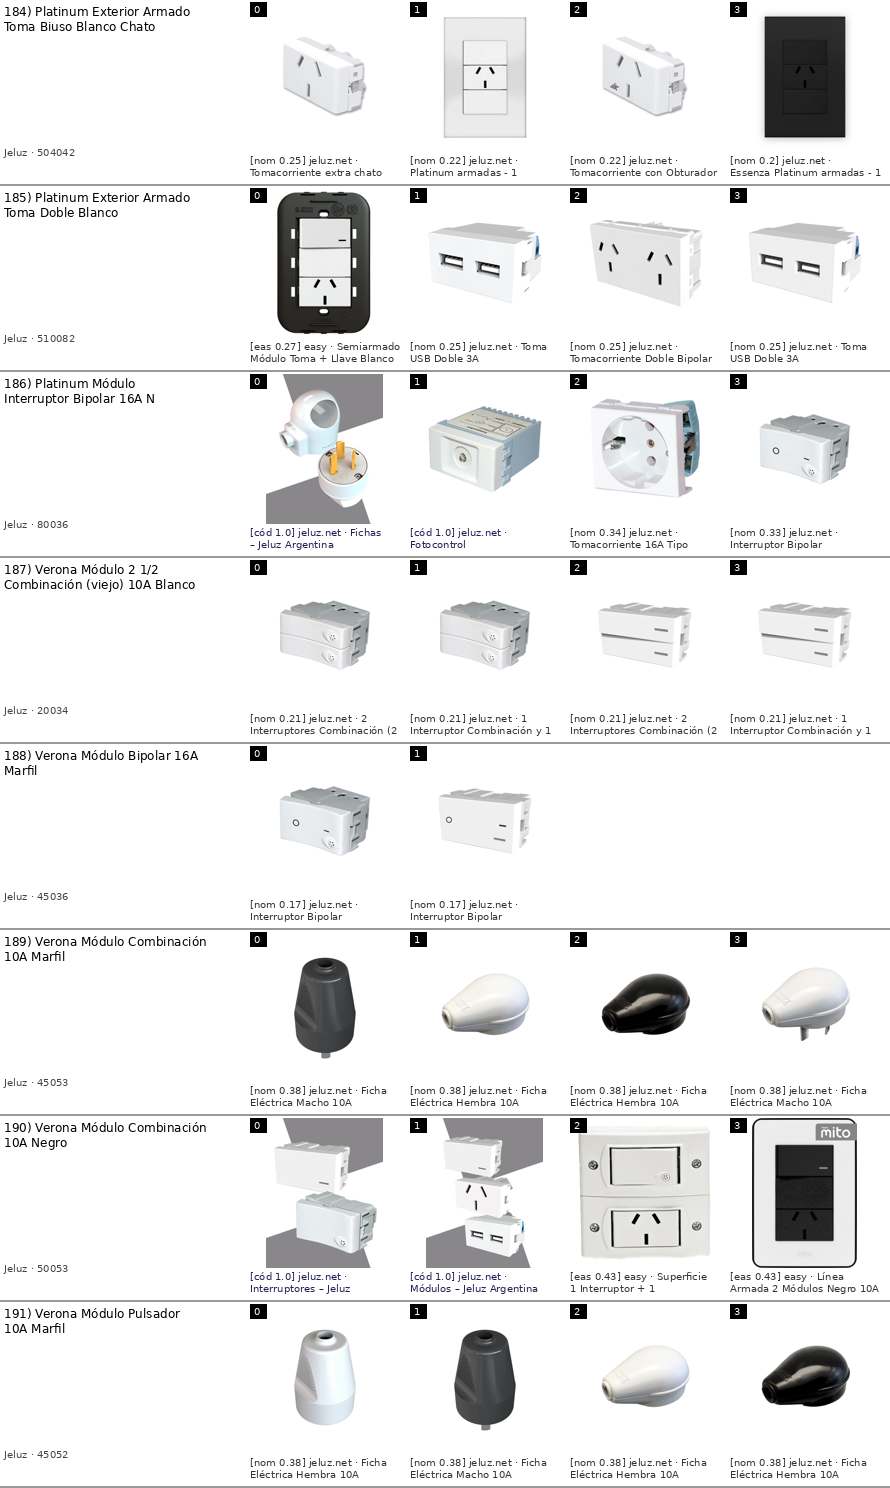 184) Platinum Exterior Armado
Toma Biuso Blanco Chato
Jeluz · 504042
0
[nom 0.25] jeluz.net ·
Tomacorriente extra chato
1
[nom 0.22] jeluz.net ·
Platinum armadas - 1
2
[nom 0.22] jeluz.net ·
Tomacorriente con Obturador
3
[nom 0.2] jeluz.net ·
Essenza Platinum armadas - 1
185) Platinum Exterior Armado
Toma Doble Blanco
Jeluz · 510082
0
[eas 0.27] easy · Semiarmado
Módulo Toma + Llave Blanco
1
[nom 0.25] jeluz.net · Toma
USB Doble 3A
2
[nom 0.25] jeluz.net ·
Tomacorriente Doble Bipolar
3
[nom 0.25] jeluz.net · Toma
USB Doble 3A
186) Platinum Módulo
Interruptor Bipolar 16A N
Jeluz · 80036
0
[cód 1.0] jeluz.net · Fichas
– Jeluz Argentina
1
[cód 1.0] jeluz.net ·
Fotocontrol
2
[nom 0.34] jeluz.net ·
Tomacorriente 16A Tipo
3
[nom 0.33] jeluz.net ·
Interruptor Bipolar
187) Verona Módulo 2 1/2
Combinación (viejo) 10A Blanco
Jeluz · 20034
0
[nom 0.21] jeluz.net · 2
Interruptores Combinación (2
1
[nom 0.21] jeluz.net · 1
Interruptor Combinación y 1
2
[nom 0.21] jeluz.net · 2
Interruptores Combinación (2
3
[nom 0.21] jeluz.net · 1
Interruptor Combinación y 1
188) Verona Módulo Bipolar 16A
Marfil
Jeluz · 45036
0
[nom 0.17] jeluz.net ·
Interruptor Bipolar
1
[nom 0.17] jeluz.net ·
Interruptor Bipolar
189) Verona Módulo Combinación
10A Marfil
Jeluz · 45053
0
[nom 0.38] jeluz.net · Ficha
Eléctrica Macho 10A
1
[nom 0.38] jeluz.net · Ficha
Eléctrica Hembra 10A
2
[nom 0.38] jeluz.net · Ficha
Eléctrica Hembra 10A
3
[nom 0.38] jeluz.net · Ficha
Eléctrica Macho 10A
190) Verona Módulo Combinación
10A Negro
Jeluz · 50053
0
[cód 1.0] jeluz.net ·
Interruptores – Jeluz
1
[cód 1.0] jeluz.net ·
Módulos – Jeluz Argentina
2
[eas 0.43] easy · Superficie
1 Interruptor + 1
3
mito
[eas 0.43] easy · Línea
Armada 2 Módulos Negro 10A
191) Verona Módulo Pulsador
10A Marfil
Jeluz · 45052
0
[nom 0.38] jeluz.net · Ficha
Eléctrica Hembra 10A
1
[nom 0.38] jeluz.net · Ficha
Eléctrica Macho 10A
2
[nom 0.38] jeluz.net · Ficha
Eléctrica Hembra 10A
3
[nom 0.38] jeluz.net · Ficha
Eléctrica Hembra 10A